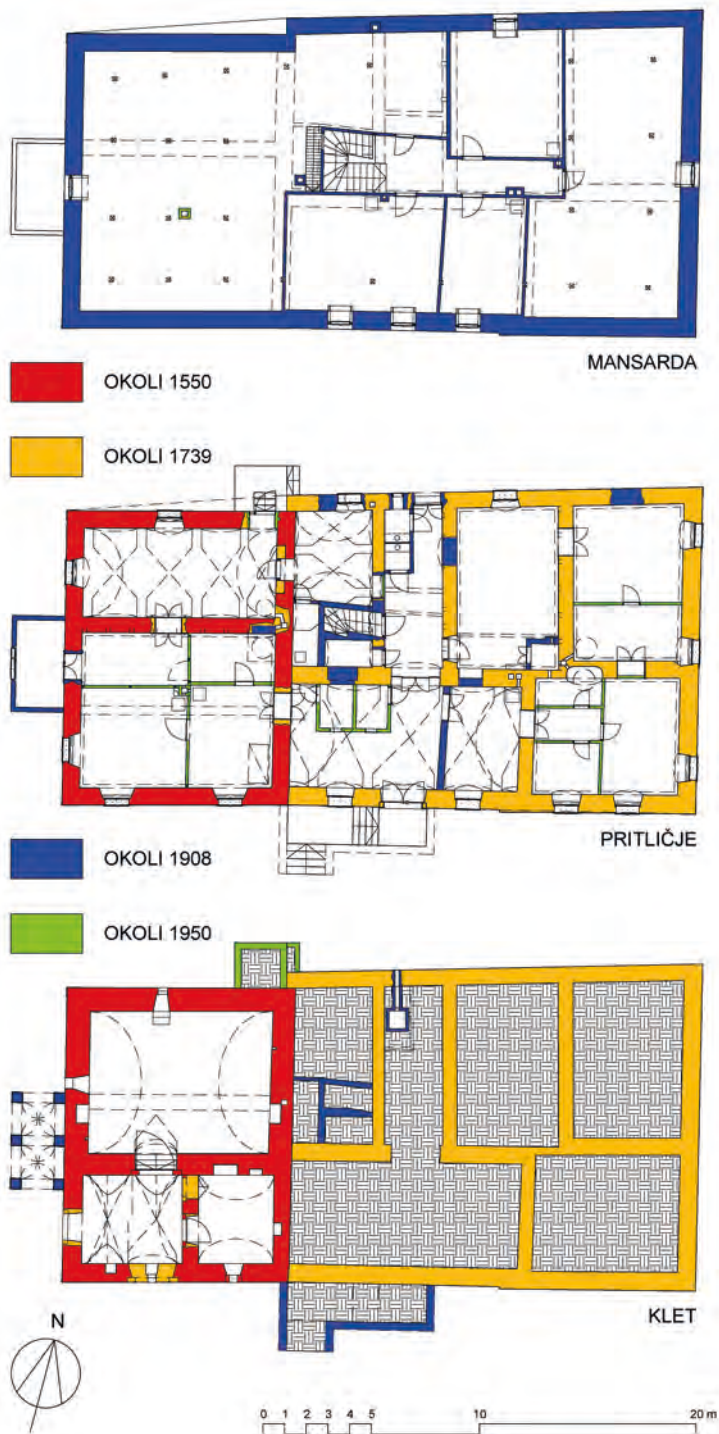 MANSARDA
OKOLI 1550
OKOLI 1739
PRITLIČJE
OKOLI 1908
OKOLI 1950
KLET
N
0 1 2 3 4 5 10 20 m